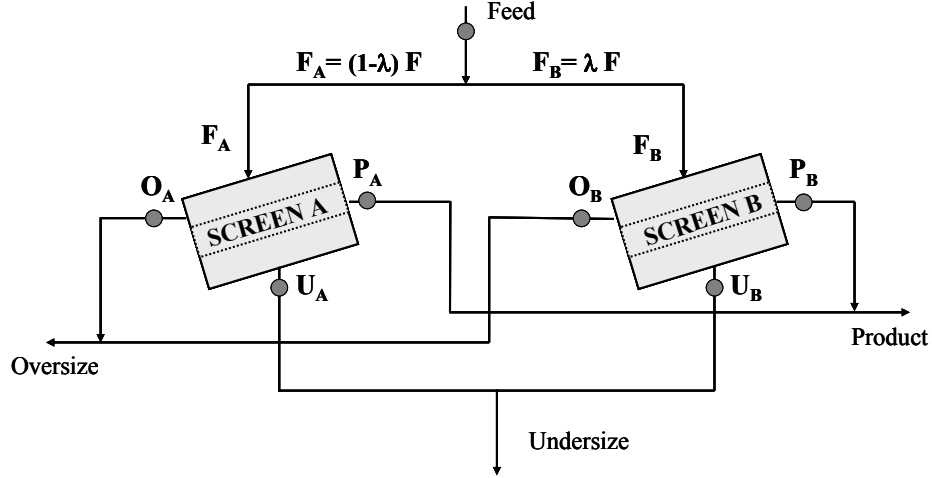 Feed
F_A= (1-λ) F
F_B= λ F
F_A
F_B
O_A
P_A
O_B
P_B
SCREEN A
SCREEN B
U_A
U_B
Oversize
Product
Undersize